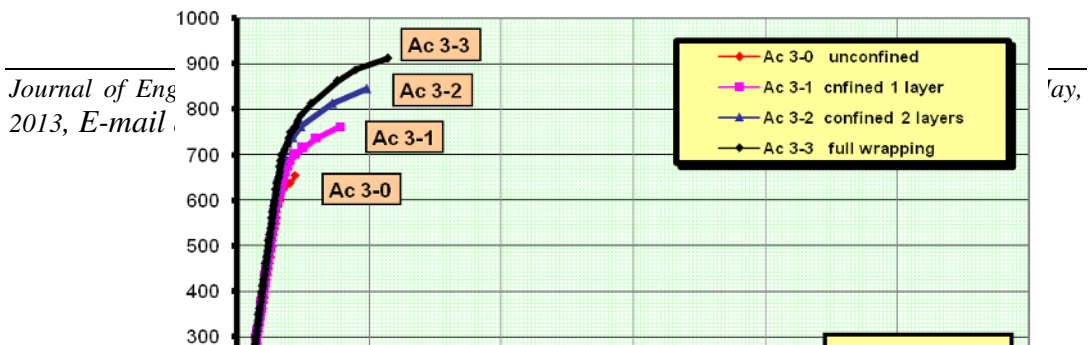 1000
Ac 3-3
900
Ac 3-0 unconfined
Journal of Eng
Ac 3-2
Ac 3-1 cnfined 1 layer
800
Ac 3-2 confined 2 layers
2013, E-mail
Ac 3-1
Ac 3-3 full wrapping
700
Ac 3-0
600
500
400
300